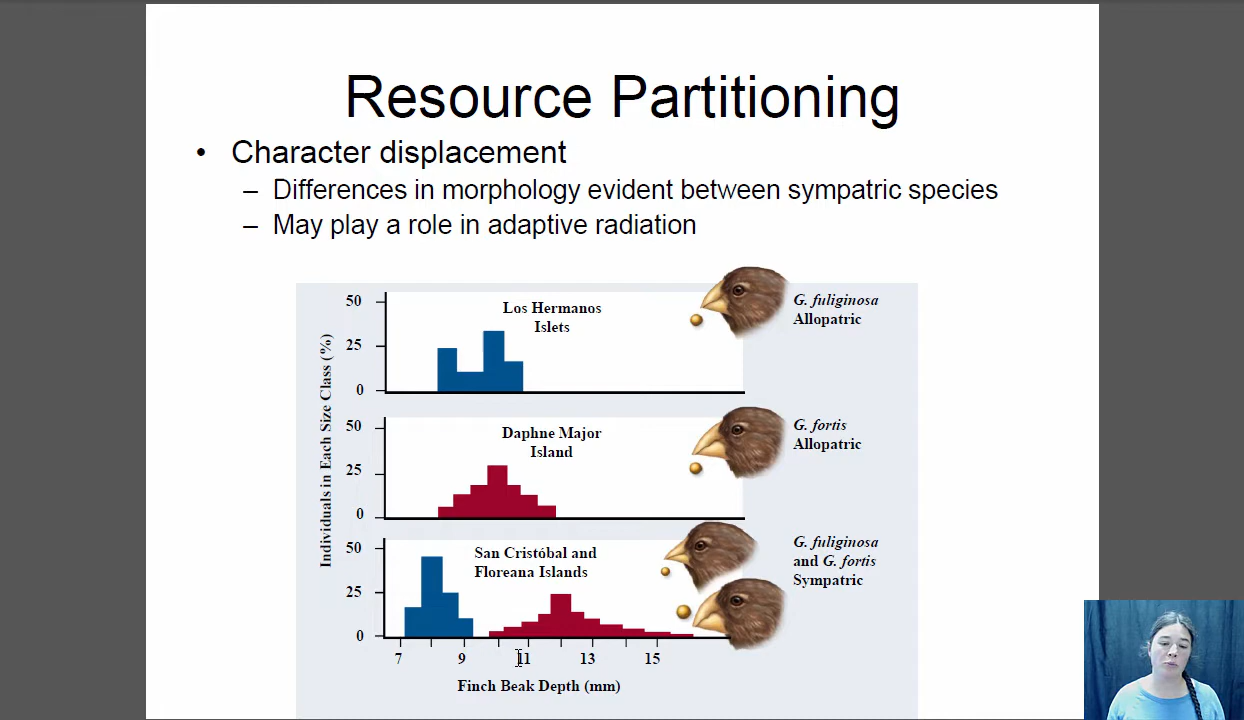 Resource Partitioning
• Character displacement
– Differences in morphology evident between sympatric species
– May play a role in adaptive radiation
Individuals in Each Size Class (%)
50
25
0
Los Hermanos
Islets
G. fuliginosa
Allopatric
50
25
0
Daphne Major
Island
G. fortis
Allopatric
50
25
0
San Cristóbal and
Floreana Islands
G. fuliginosa
and G. fortis
Sympatric
7 9 11 13 15
Finch Beak Depth (mm)